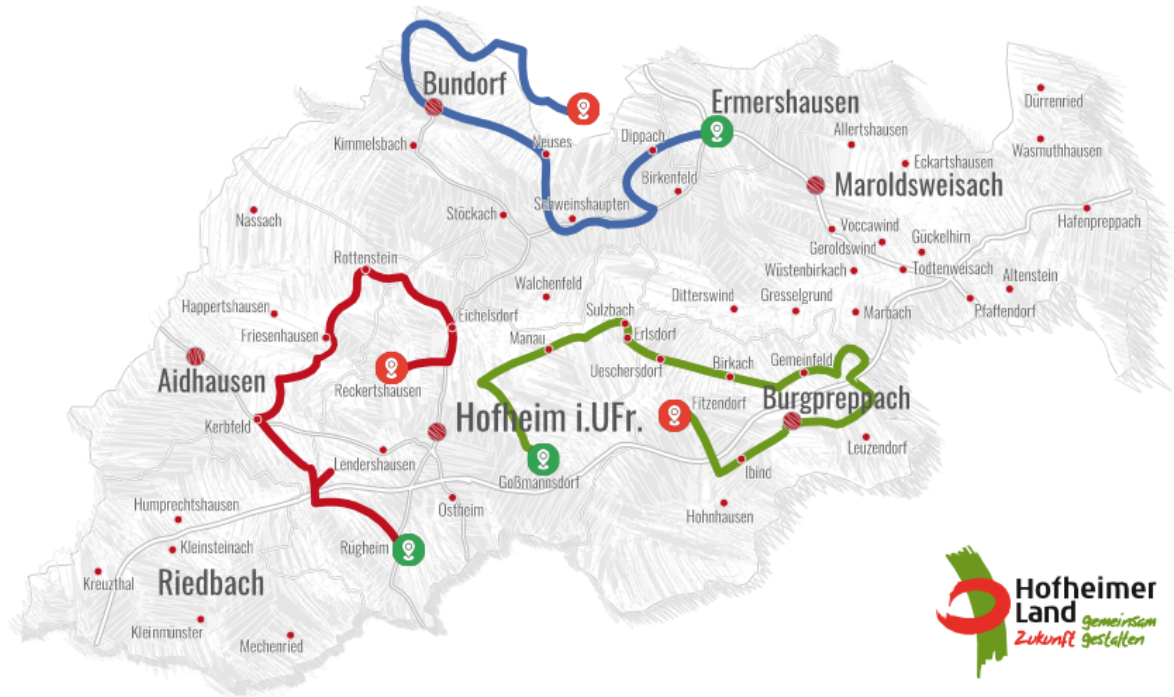 Bundorf
Ermershausen
Dürrenried
Allertshausen
Dippach
Neuses
Kimmelsbach
Wasmuthhausen
Eckartshausen
Birkenfeld
Maroldsweisach
Schweinshaupten
Stöckach
Nassach
Hafenpreppach
Voccawind
Gückelhirn
Geroldswind
Rottenstein
Wüstenbirkach
Todtenweisach
Altenstein
Walchenfeld
Ditterswind
Gresselgrund
Pfaffendorf
Happertshausen
Eichelsdorf
Sulzbach
Marbach
Friesenhausen
Manau
Erlsdorf
Birkach
Gemeinfeld
Ueschersdorf
Aidhausen
Reckertshausen
Burgpreppach
Fitzendorf
Hofheim i.UFr.
Kerbfeld
Leuzendorf
Lendershausen
Ibind
Goßmannsdorf
Humprechtshausen
Ostheim
Hohnhausen
Kleinsteinach
Rügheim
Kreuzthal
Riedbach
Kleinmünster
Mechenried
Hofheimer
Land gemeinsam
Zukunft gestalten